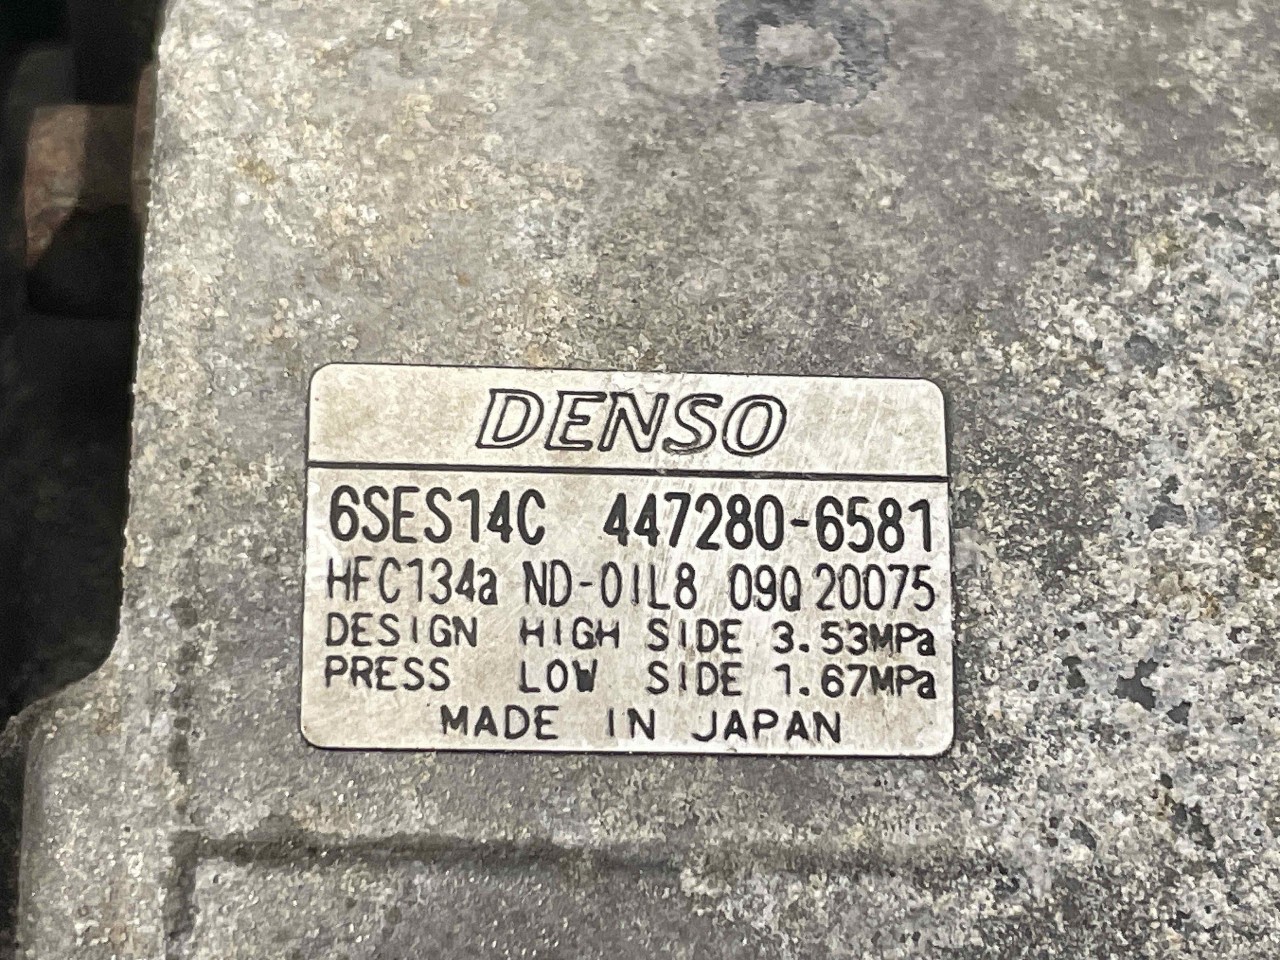 B
DENSO
6SES14C 447280-6581
HFC134a ND-OIL8 09Q 20075
DESIGN HIGH SIDE 3.53MPa
PRESS LOW SIDE 1.67MPa
MADE IN JAPAN